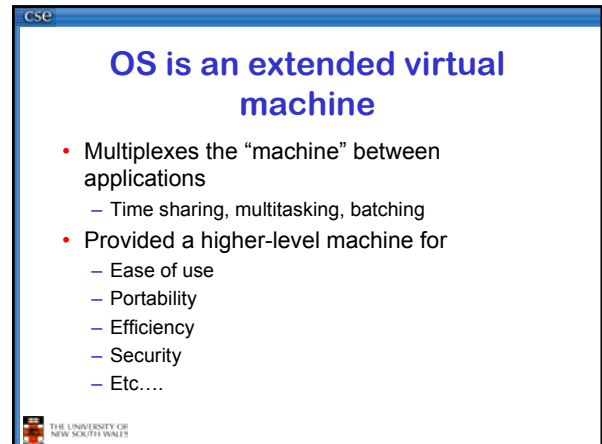 cse
OS is an extended virtual
machine
• Multiplexes the “machine” between
applications
– Time sharing, multitasking, batching
• Provided a higher-level machine for
– Ease of use
– Portability
– Efficiency
– Security
– Etc….
THE UNIVERSITY OF
NEW SOUTH WALES